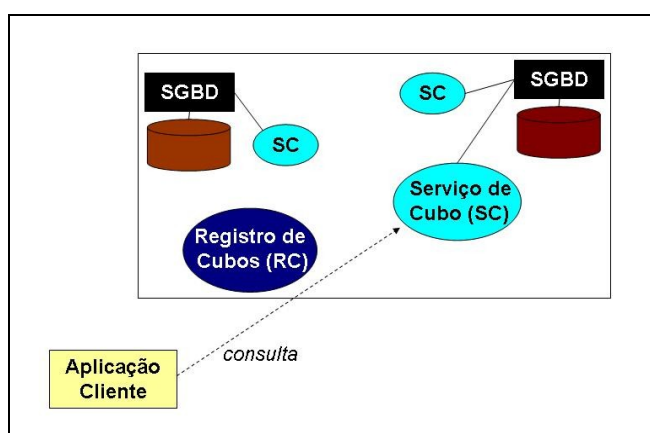 SGBD
SC
SC
SGBD
Serviço de
Cubo (SC)
Registro de
Cubos (RC)
consulta
Aplicação
Cliente